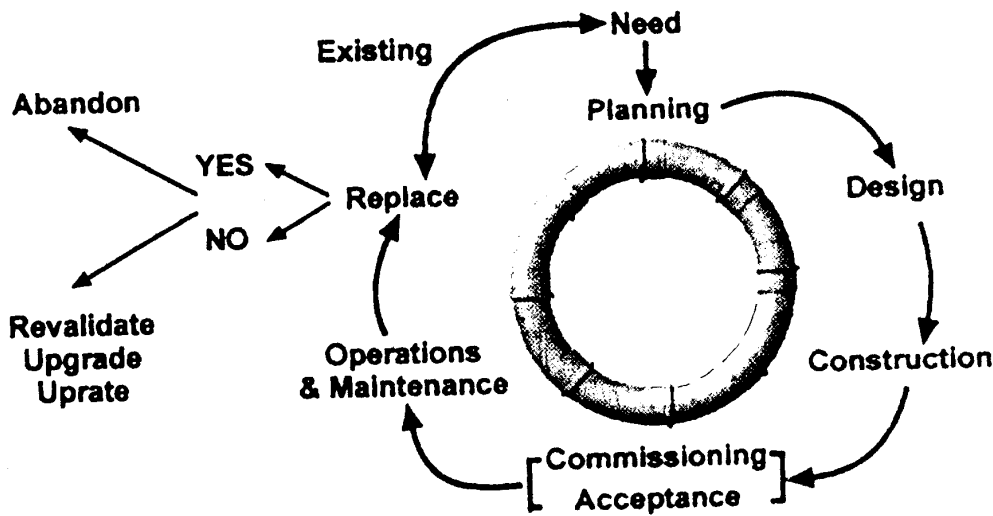 Need
Existing
Planning
Abandon
YES
Replace
Design
NO
Revalidate
Upgrade
Uprate
Operations
& Maintenance
Construction
Commissioning
Acceptance